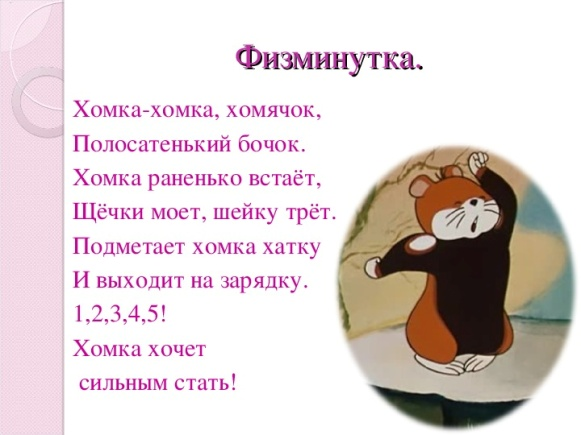 Физминутка.
Хомка-хомка, хомячок,
Полосатенький бочок.
Хомка раненько встаёт,
Щёчки моет, шейку трёт.
Подметает хомка хатку
И выходит на зарядку.
1,2,3,4,5!
Хомка хочет
сильным стать!